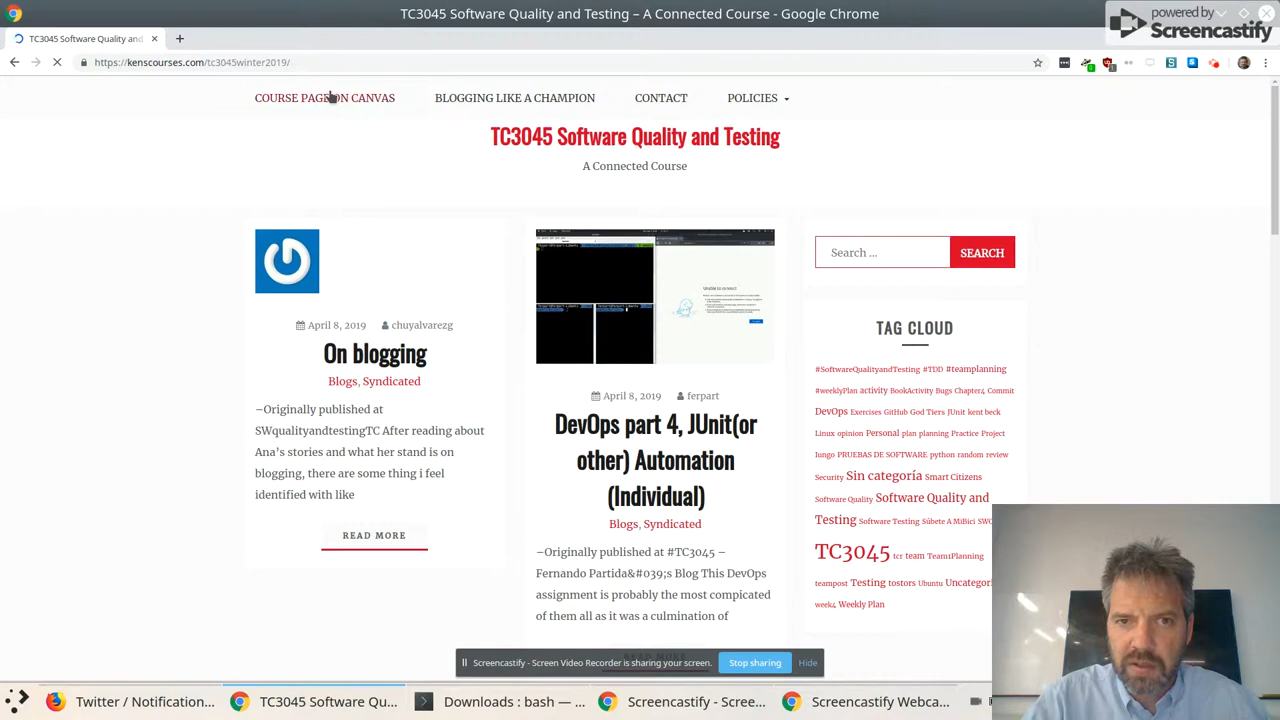 TC3045 Software Quality and Testing – A Connected Course - Google Chrome
powered by
Screencastify
TC3045 Software Quality and
https://kenscourses.com/tc3045winter2019/
COURSE PAGE ON CANVAS
BLOGGING LIKE A CHAMPION
CONTACT
POLICIES
TC3045 Software Quality and Testing
A Connected Course
April 8, 2019
chuyalvarezg
On blogging
Blogs, Syndicated
–Originally published at
SWqualityandtestingTC After reading about
Ana’s stories and what her stand is on
blogging, there are some thing i feel
identified with like
READ MORE
Unable to connect
April 8, 2019
ferpart
DevOps part 4, JUnit(or
other) Automation
(Individual)
Blogs, Syndicated
–Originally published at #TC3045 –
Fernando Partida&#039;s Blog This DevOps
assignment is probably the most compicated
of them all as it was a culmination of
READ MORE
Search …
SEARCH
TAG CLOUD
#SoftwareQualityandTesting #TDD #teamplanning
#weeklyPlan activity BookActivity Bugs Chapter4 Commit
DevOps Exercises GitHub God Tiers JUnit kent beck
Linux opinion Personal plan planning Practice Project
Iungo PRUEBAS DE SOFTWARE python random review
Security Sin categoría Smart Citizens
Software Quality Software Quality and
Testing Software Testing Súbete A MiBici SWQ
TC3045 tcr team Team1Planning
teampost Testing tostors Ubuntu Uncategori
week4 Weekly Plan
Screencastify - Screen Video Recorder is sharing your screen.
Stop sharing
Hide
Twitter / Notification...
TC3045 Software Qu...
Downloads : bash — ...
Screencastify - Scree...
Screencastify Webca...